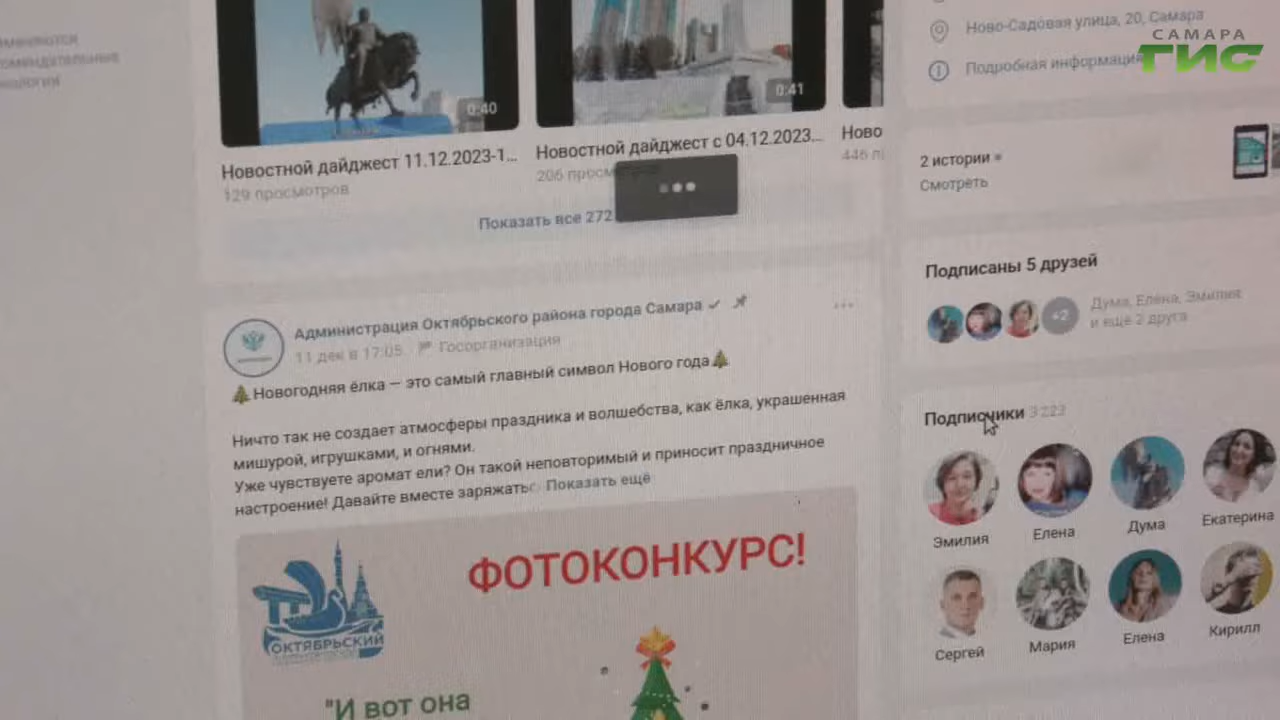 0:40
0:41
Новостной дайджест 11.12.2023-1...
129 просмотров
Новостной дайджест с 04.12.2023...
206 просм
Ново
446 п
Показать все 272
Администрация Октябрьского района города Самара
11 дек в 17:05 Госорганизация
🎄Новогодняя ёлка — это самый главный символ Нового года🎄
Ничто так не создает атмосферы праздника и волшебства, как ёлка, украшенная
мишурой, игрушками, и огнями.
Уже чувствуете аромат ели? Он такой неповторимый и приносит праздничное
настроение! Давайте вместе заряжатьс Показать ещё
ФОТОКОНКУРС!
ОКТЯБРЬСКИЙ
"И вот она
Ново-Садовая улица, 20, Самара
Подробная информация
САМАРА
ГИС
2 истории
Смотреть
Подписаны 5 друзей
+2
Дума, Елена, Эмилия
и ещё 2 друга
Подписчики 3 223
Эмилия Елена Дума Екатерина
Сергей Мария Елена Кирилл